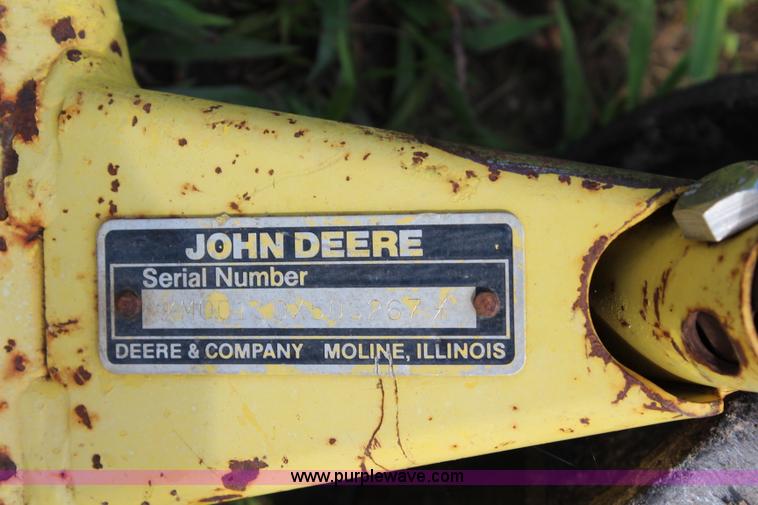 JOHN DEERE
Serial Number
DEERE & COMPANY MOLINE, ILLINOIS
www.purplewave.com